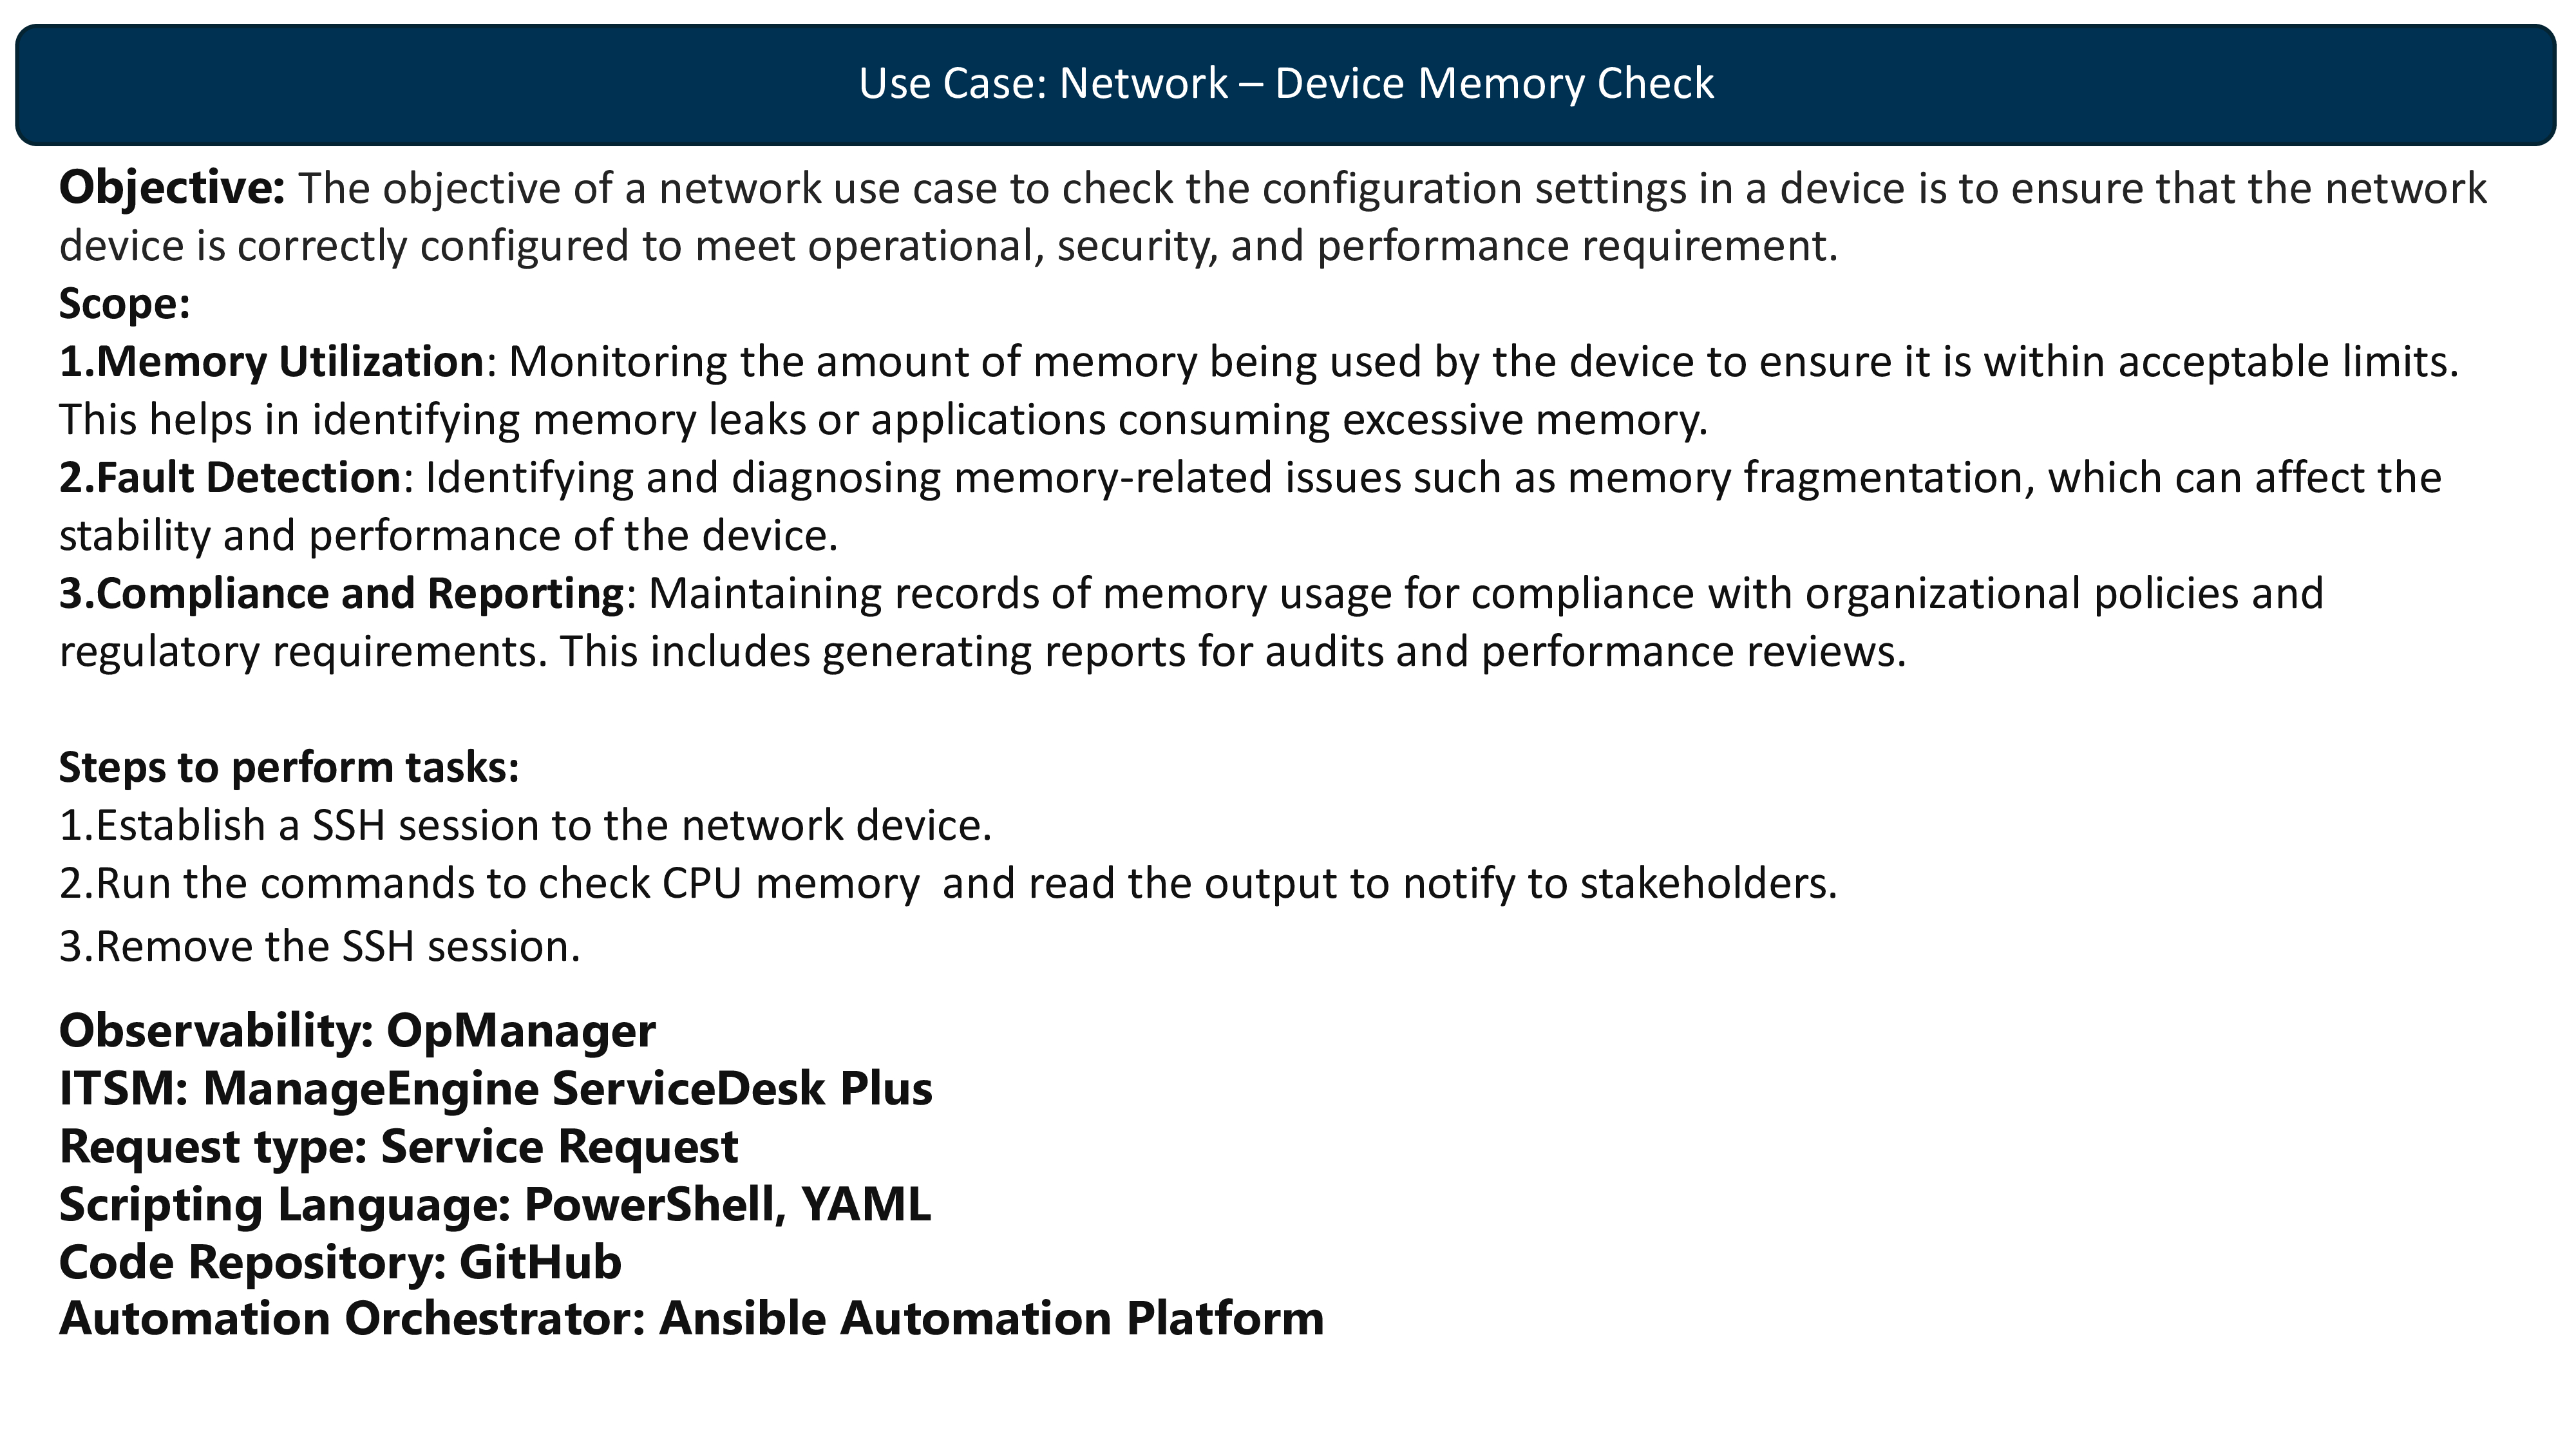 Use Case: Network – Device Memory Check
Objective: The objective of a network use case to check the configuration settings in a device is to ensure that the network
device is correctly configured to meet operational, security, and performance requirement.
Scope:
1.Memory Utilization: Monitoring the amount of memory being used by the device to ensure it is within acceptable limits.
This helps in identifying memory leaks or applications consuming excessive memory.
2.Fault Detection: Identifying and diagnosing memory-related issues such as memory fragmentation, which can affect the
stability and performance of the device.
3.Compliance and Reporting: Maintaining records of memory usage for compliance with organizational policies and
regulatory requirements. This includes generating reports for audits and performance reviews.
Steps to perform tasks:
1.Establish a SSH session to the network device.
2.Run the commands to check CPU memory  and read the output to notify to stakeholders.
3.Remove the SSH session.
Observability: OpManager
ITSM: ManageEngine ServiceDesk Plus
Request type: Service Request
Scripting Language: PowerShell, YAML
Code Repository: GitHub
Automation Orchestrator: Ansible Automation Platform